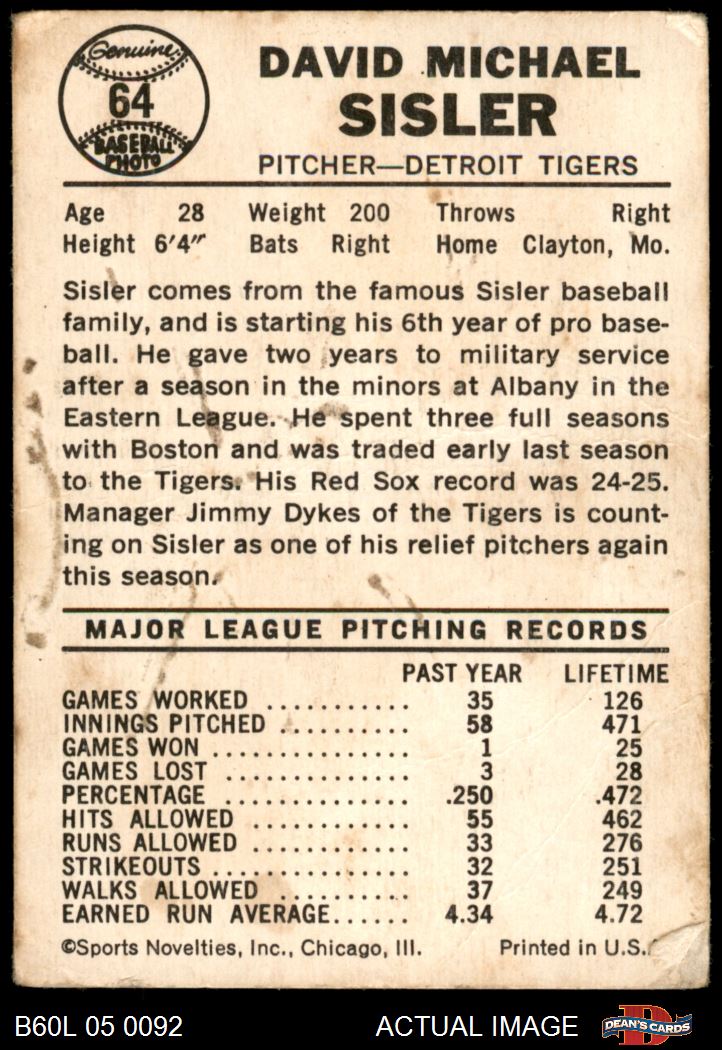 Genuine
64
BASEBALL
PHOTO
DAVID MICHAEL
SISLER
PITCHER—DETROIT TIGERS
Age 28 Weight 200 Throws Right
Height 6'4" Bats Right Home Clayton, Mo.
Sisler comes from the famous Sisler baseball
family, and is starting his 6th year of pro base-
ball. He gave two years to military service
after a season in the minors at Albany in the
Eastern League. He spent three full seasons
with Boston and was traded early last season
to the Tigers. His Red Sox record was 24-25.
Manager Jimmy Dykes of the Tigers is count-
ing on Sisler as one of his relief pitchers again
this season.
MAJOR LEAGUE PITCHING RECORDS
PAST YEAR LIFETIME
GAMES WORKED ........... 35 126
INNINGS PITCHED .......... 58 471
GAMES WON ............... 1 25
GAMES LOST .............. 3 28
PERCENTAGE .............. .250 .472
HITS ALLOWED ............ 55 462
RUNS ALLOWED ............ 33 276
STRIKEOUTS ............... 32 251
WALKS ALLOWED .......... 37 249
EARNED RUN AVERAGE...... 4.34 4.72
©Sports Novelties, Inc., Chicago, Ill. Printed in U.S.
B60L 05 0092 ACTUAL IMAGE DEAN'S CARDS